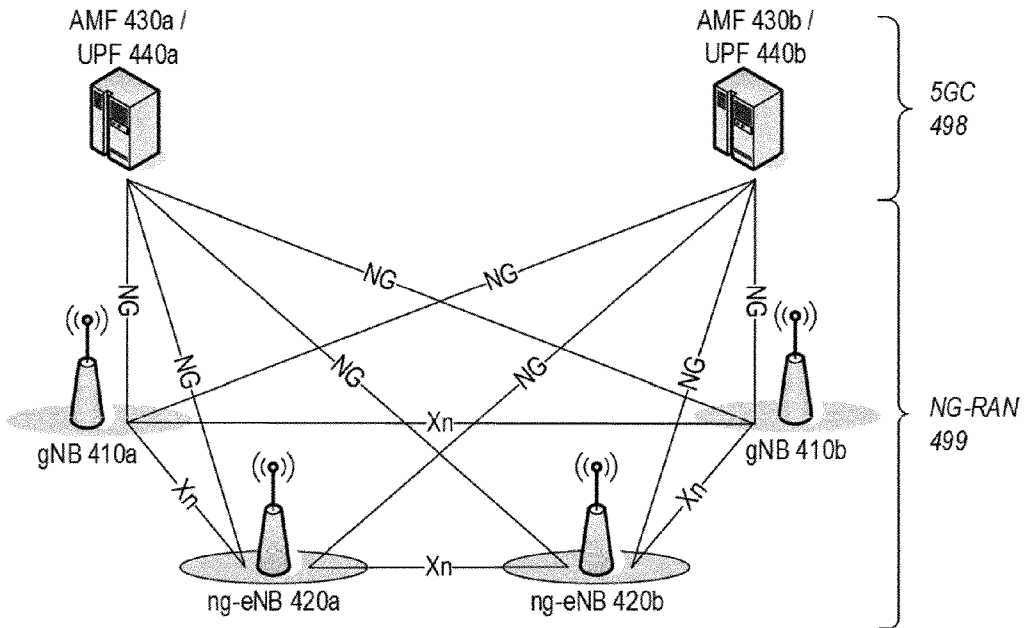 AMF 430a /
UPF 440a
AMF 430b /
UPF 440b
5GC
498
NG
NG
NG
NG
NG
NG
NG
NG
gNB 410a
Xn
gNB 410b
NG-RAN
499
Xn
Xn
Xn
ng-eNB 420a
ng-eNB 420b